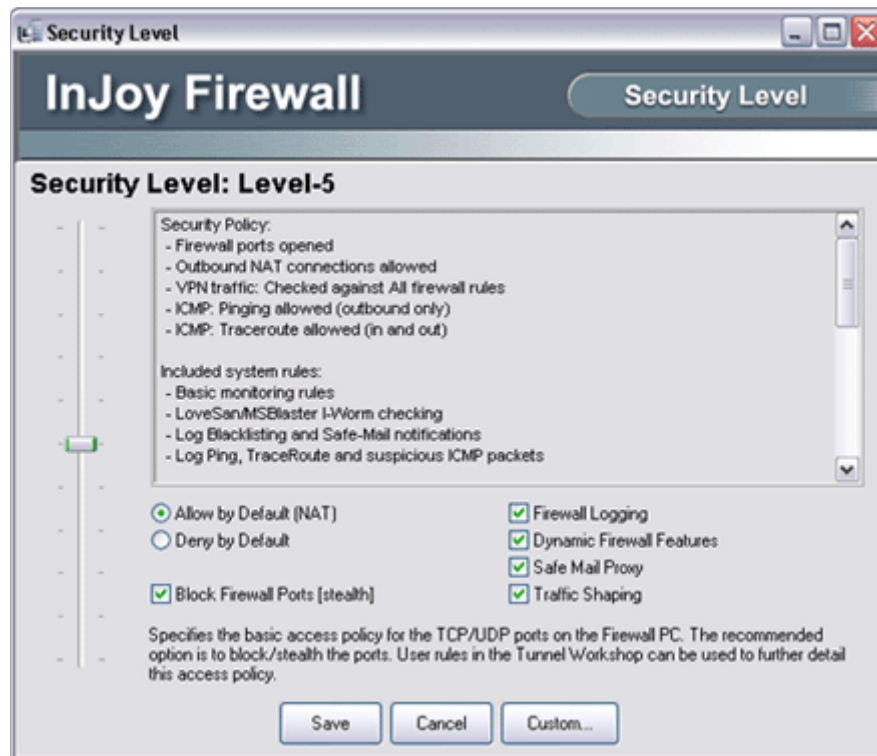 Security Level
InJoy Firewall
Security Level
Security Level: Level-5
Security Policy:
- Firewall ports opened
- Outbound NAT connections allowed
- VPN traffic: Checked against All firewall rules
- ICMP: Pinging allowed (outbound only)
- ICMP: Traceroute allowed (in and out)
Included system rules:
- Basic monitoring rules
- LoveSan/MSBlaster I-Worm checking
- Log Blacklisting and Safe-Mail notifications
- Log Ping, TraceRoute and suspicious ICMP packets
Allow by Default (NAT)
Deny by Default
Block Firewall Ports [stealth]
Firewall Logging
Dynamic Firewall Features
Safe Mail Proxy
Traffic Shaping
Specifies the basic access policy for the TCP/UDP ports on the Firewall PC. The recommended
option is to block/stealth the ports. User rules in the Tunnel Workshop can be used to further detail
this access policy.
Save
Cancel
Custom...